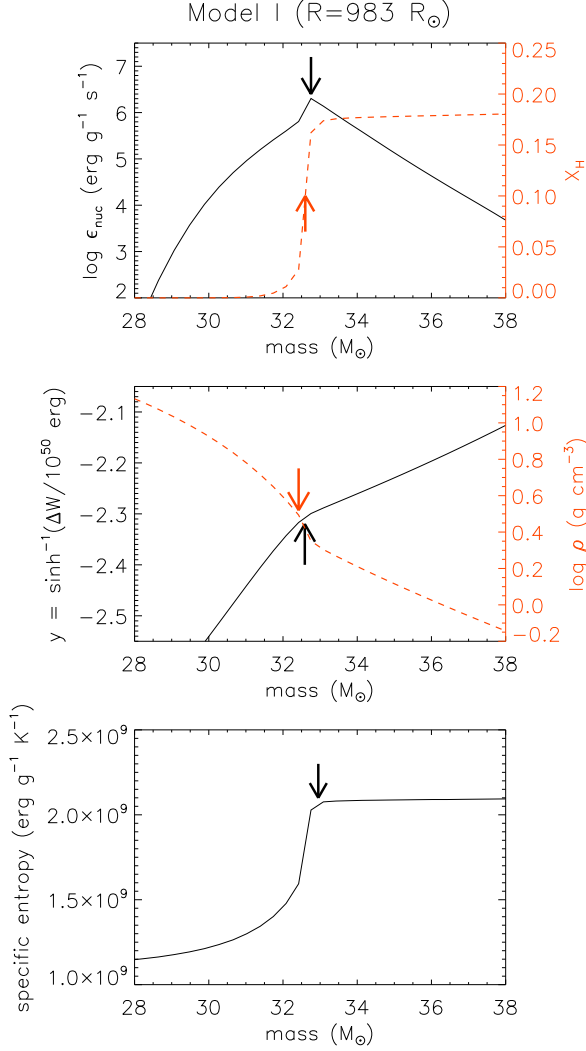 Model I (R=983 R⊙)
log ϵnuc (erg g⁻¹ s⁻¹)
7
6
5
4
3
2
0.25
0.20
0.15
0.10
0.05
0.00
X_H
28 30 32 34 36 38
mass (M⊙)
y = sinh⁻¹(ΔW/10⁵⁰ erg)
−2.1
−2.2
−2.3
−2.4
−2.5
1.2
1.0
0.8
0.6
0.4
0.2
0.0
−0.2
log ρ (g cm⁻³)
28 30 32 34 36 38
mass (M⊙)
specific entropy (erg g⁻¹ K⁻¹)
2.5×10⁹
2.0×10⁹
1.5×10⁹
1.0×10⁹
28 30 32 34 36 38
mass (M⊙)